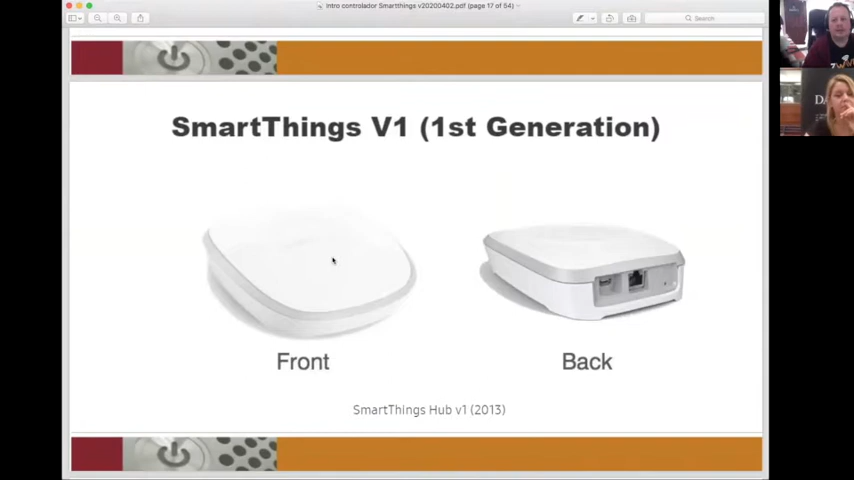 Intro controlador Smartthings v20200402.pdf (page 17 of 54)
Search
SmartThings V1 (1st Generation)
Front
Back
SmartThings Hub v1 (2013)